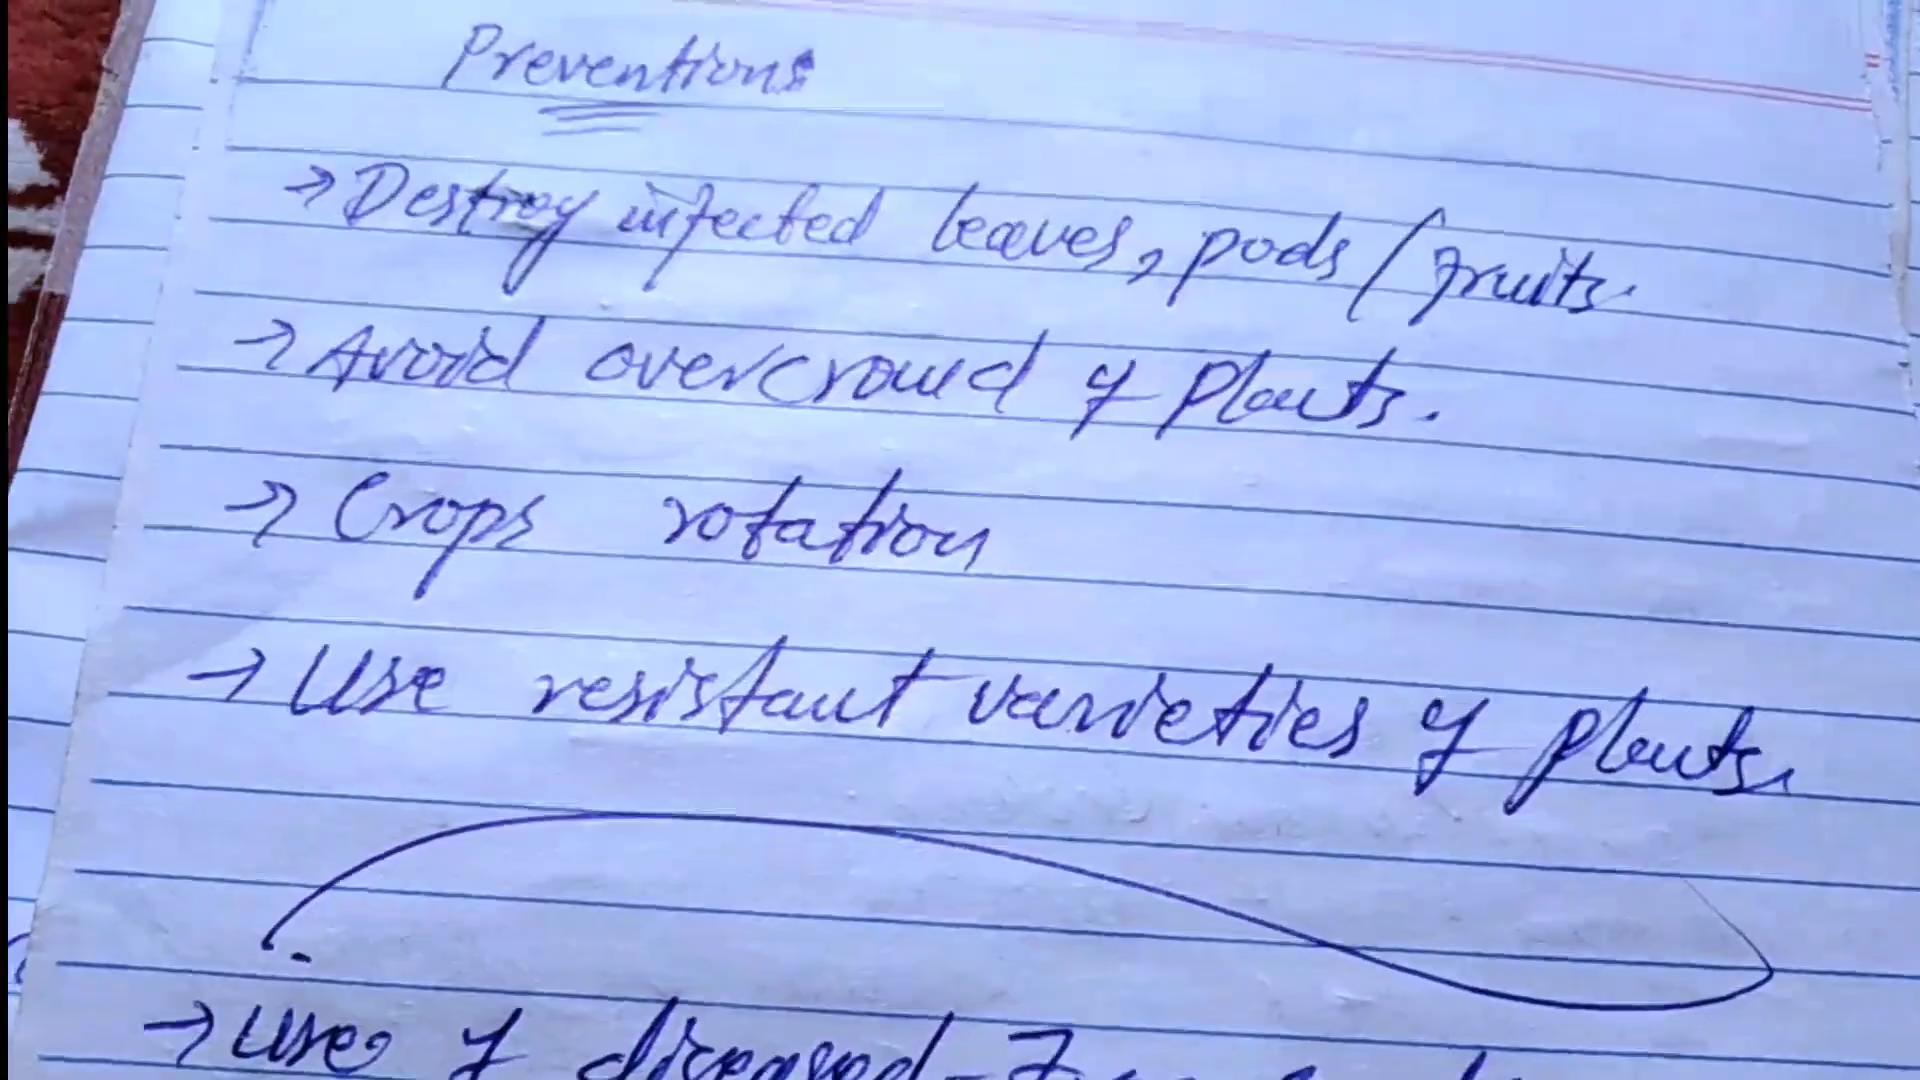 Preventions
→ Destroy infected leaves, pods / fruits.
→ Avoid overcrowd of plants.
→ Crops rotation
→ Use resistant varieties of plants.
→ Use of diseased-